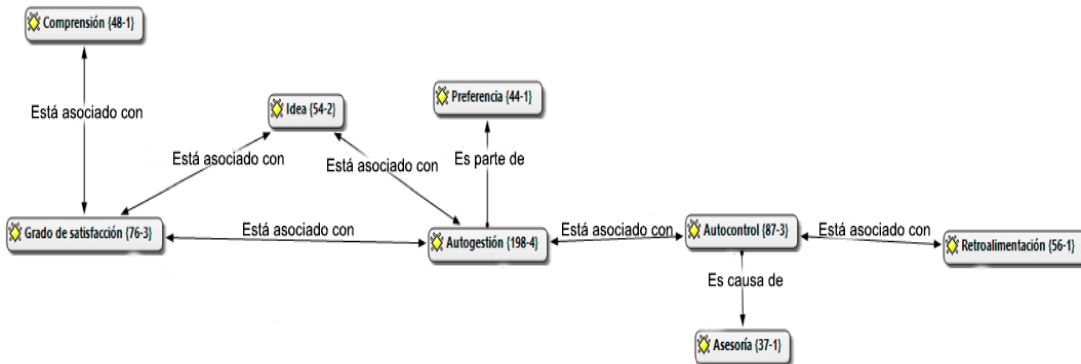 Comprensión {48-1}
Está asociado con
Idea {54-2}
Preferencia {44-1}
Está asociado con
Está asociado con
Es parte de
Grado de satisfacción {76-3}
Está asociado con
Autogestión {198-4}
Está asociado con
Autocontrol {87-3}
Está asociado con
Retroalimentación {56-1}
Es causa de
Asesoría {37-1}